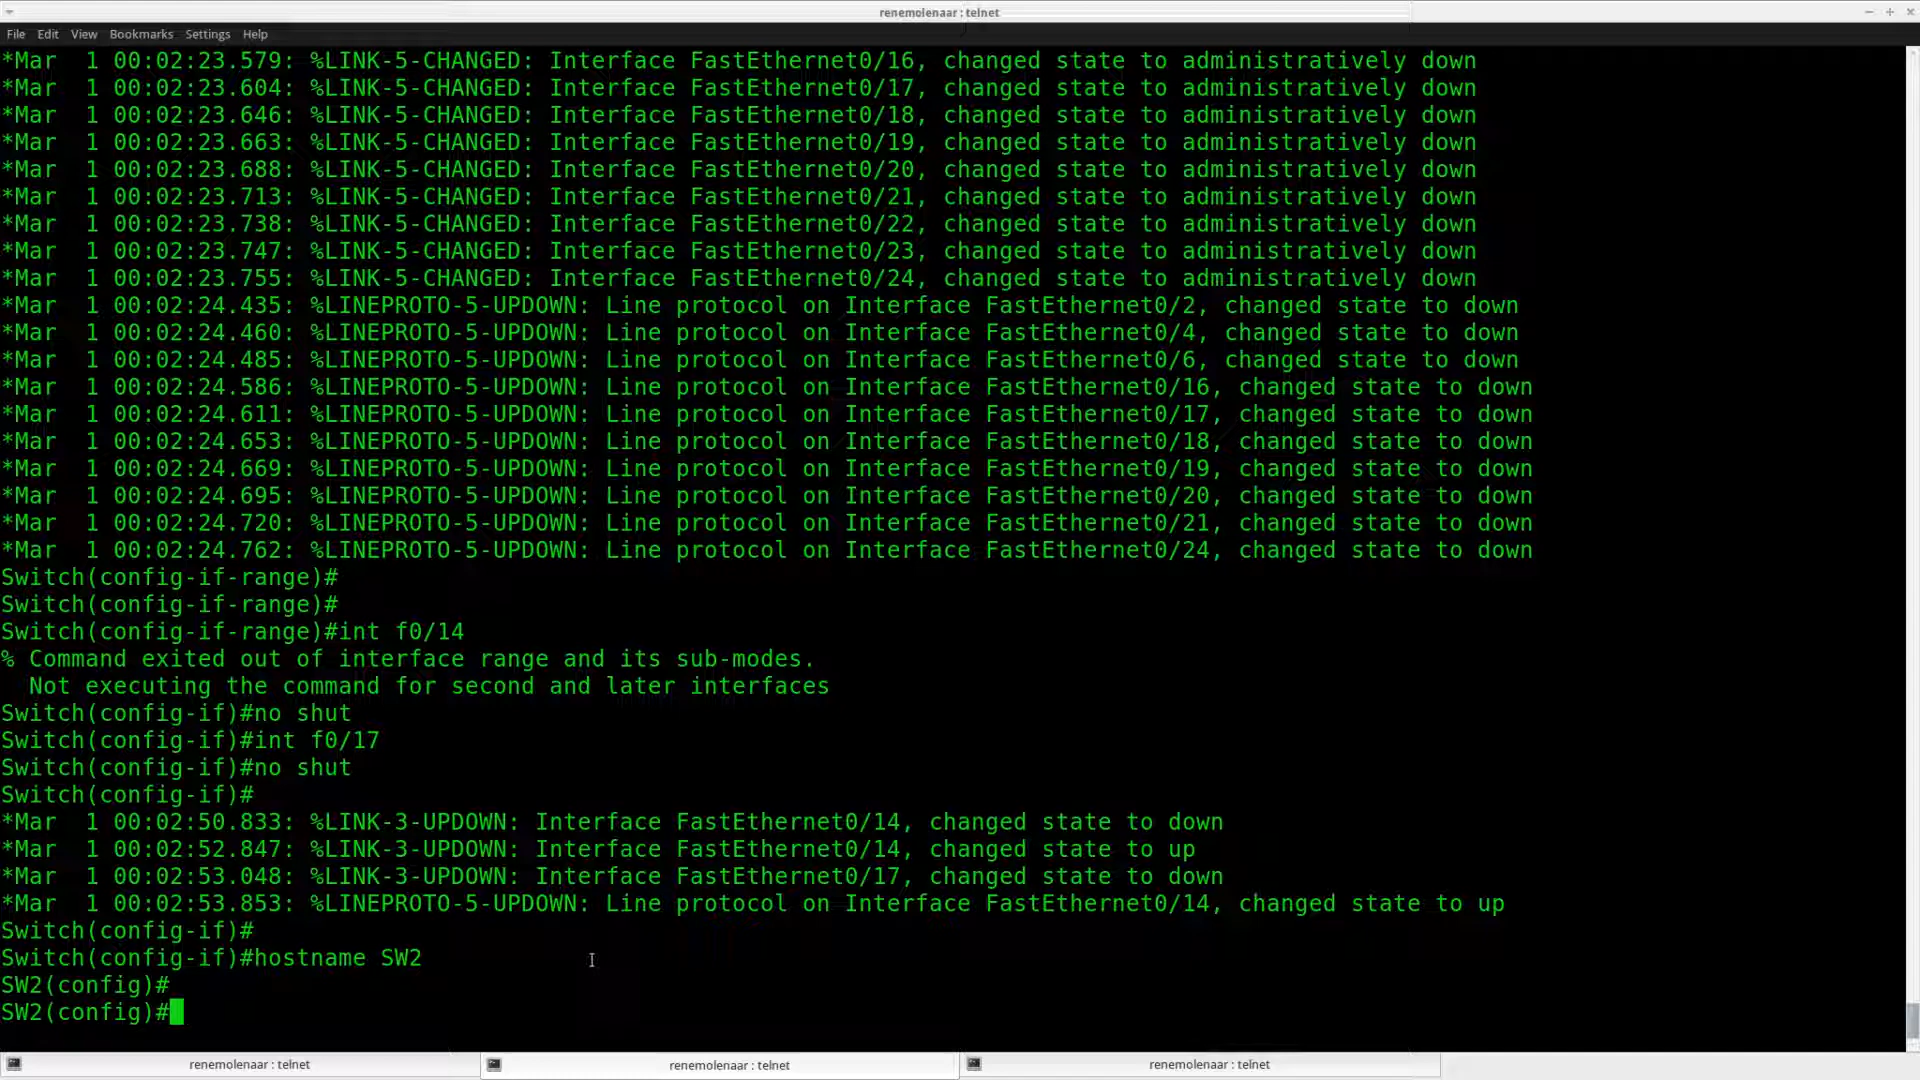 renemolenaar : telnet
File Edit View Bookmarks Settings Help
*Mar  1 00:02:23.579: %LINK-5-CHANGED: Interface FastEthernet0/16, changed state to administratively down
*Mar  1 00:02:23.604: %LINK-5-CHANGED: Interface FastEthernet0/17, changed state to administratively down
*Mar  1 00:02:23.646: %LINK-5-CHANGED: Interface FastEthernet0/18, changed state to administratively down
*Mar  1 00:02:23.663: %LINK-5-CHANGED: Interface FastEthernet0/19, changed state to administratively down
*Mar  1 00:02:23.688: %LINK-5-CHANGED: Interface FastEthernet0/20, changed state to administratively down
*Mar  1 00:02:23.713: %LINK-5-CHANGED: Interface FastEthernet0/21, changed state to administratively down
*Mar  1 00:02:23.738: %LINK-5-CHANGED: Interface FastEthernet0/22, changed state to administratively down
*Mar  1 00:02:23.747: %LINK-5-CHANGED: Interface FastEthernet0/23, changed state to administratively down
*Mar  1 00:02:23.755: %LINK-5-CHANGED: Interface FastEthernet0/24, changed state to administratively down
*Mar  1 00:02:24.435: %LINEPROTO-5-UPDOWN: Line protocol on Interface FastEthernet0/2, changed state to down
*Mar  1 00:02:24.460: %LINEPROTO-5-UPDOWN: Line protocol on Interface FastEthernet0/4, changed state to down
*Mar  1 00:02:24.485: %LINEPROTO-5-UPDOWN: Line protocol on Interface FastEthernet0/6, changed state to down
*Mar  1 00:02:24.586: %LINEPROTO-5-UPDOWN: Line protocol on Interface FastEthernet0/16, changed state to down
*Mar  1 00:02:24.611: %LINEPROTO-5-UPDOWN: Line protocol on Interface FastEthernet0/17, changed state to down
*Mar  1 00:02:24.653: %LINEPROTO-5-UPDOWN: Line protocol on Interface FastEthernet0/18, changed state to down
*Mar  1 00:02:24.669: %LINEPROTO-5-UPDOWN: Line protocol on Interface FastEthernet0/19, changed state to down
*Mar  1 00:02:24.695: %LINEPROTO-5-UPDOWN: Line protocol on Interface FastEthernet0/20, changed state to down
*Mar  1 00:02:24.720: %LINEPROTO-5-UPDOWN: Line protocol on Interface FastEthernet0/21, changed state to down
*Mar  1 00:02:24.762: %LINEPROTO-5-UPDOWN: Line protocol on Interface FastEthernet0/24, changed state to down
Switch(config-if-range)#
Switch(config-if-range)#
Switch(config-if-range)#int f0/14
% Command exited out of interface range and its sub-modes.
  Not executing the command for second and later interfaces
Switch(config-if)#no shut
Switch(config-if)#int f0/17
Switch(config-if)#no shut
Switch(config-if)#
*Mar  1 00:02:50.833: %LINK-3-UPDOWN: Interface FastEthernet0/14, changed state to down
*Mar  1 00:02:52.847: %LINK-3-UPDOWN: Interface FastEthernet0/14, changed state to up
*Mar  1 00:02:53.048: %LINK-3-UPDOWN: Interface FastEthernet0/17, changed state to down
*Mar  1 00:02:53.853: %LINEPROTO-5-UPDOWN: Line protocol on Interface FastEthernet0/14, changed state to up
Switch(config-if)#
Switch(config-if)#hostname SW2
SW2(config)#
SW2(config)#
renemolenaar : telnet renemolenaar : telnet renemolenaar : telnet